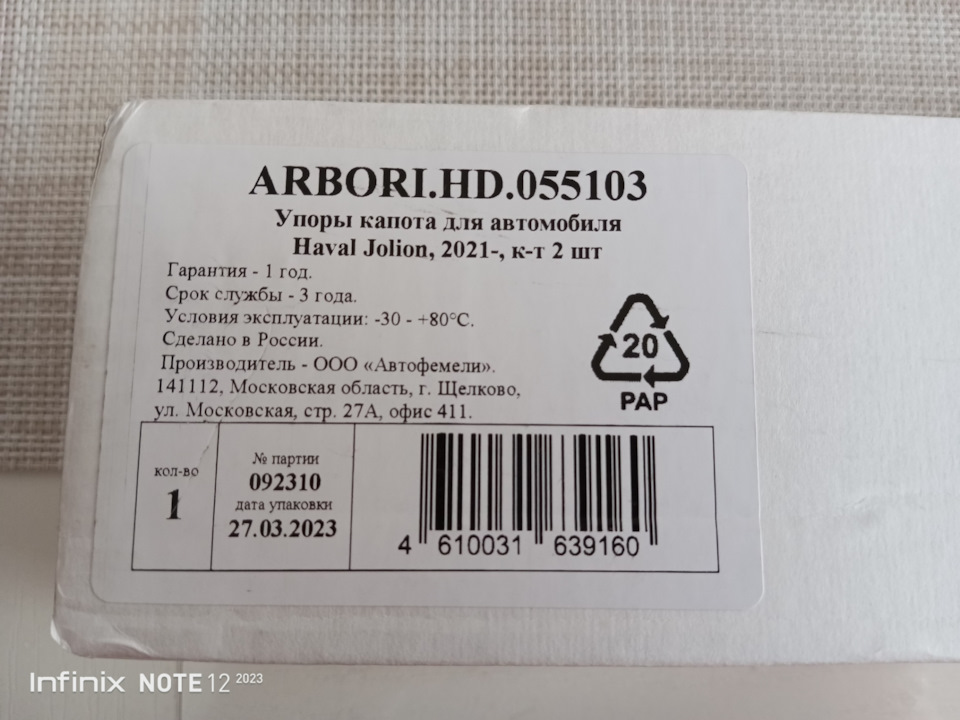 ARBORI.HD.055103
Упоры капота для автомобиля
Haval Jolion, 2021-, к-т 2 шт
Гарантия - 1 год.
Срок службы - 3 года.
Условия эксплуатации: -30 - +80°С.
Сделано в России.
Производитель - ООО «Автофемели».
141112, Московская область, г. Щелково,
ул. Московская, стр. 27А, офис 411.
20
PAP
кол-во
1
№ партии
092310
дата упаковки
27.03.2023
4 610031 639160
Infinix NOTE 12 2023